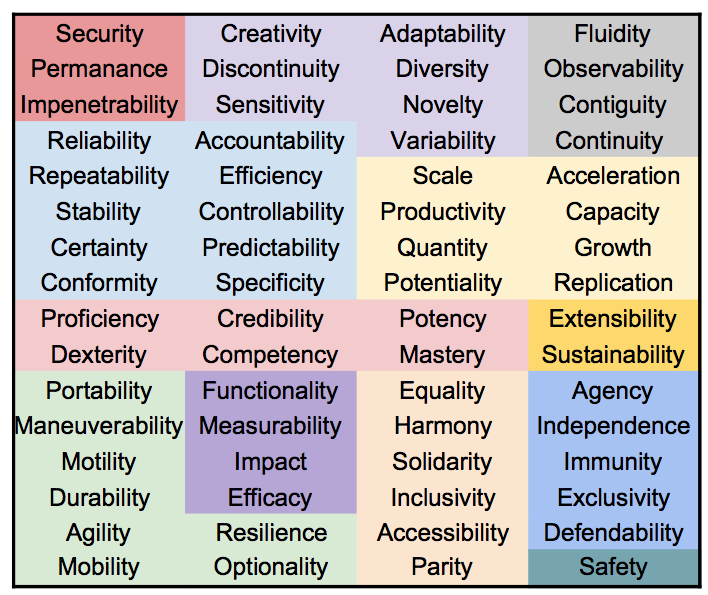 Security Creativity Adaptability Fluidity
Permanance Discontinuity Diversity Observability
Impenetrability Sensitivity Novelty Contiguity
Reliability Accountability Variability Continuity
Repeatability Efficiency Scale Acceleration
Stability Controllability Productivity Capacity
Certainty Predictability Quantity Growth
Conformity Specificity Potentiality Replication
Proficiency Credibility Potency Extensibility
Dexterity Competency Mastery Sustainability
Portability Functionality Equality Agency
Maneuverability Measurability Harmony Independence
Motility Impact Solidarity Immunity
Durability Efficacy Inclusivity Exclusivity
Agility Resilience Accessibility Defendability
Mobility Optionality Parity Safety